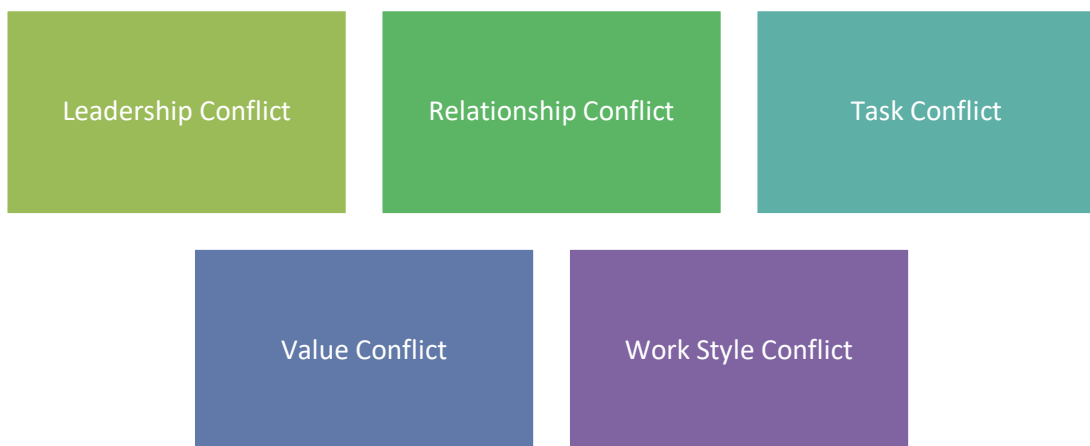 Leadership Conflict
Relationship Conflict
Task Conflict
Value Conflict
Work Style Conflict